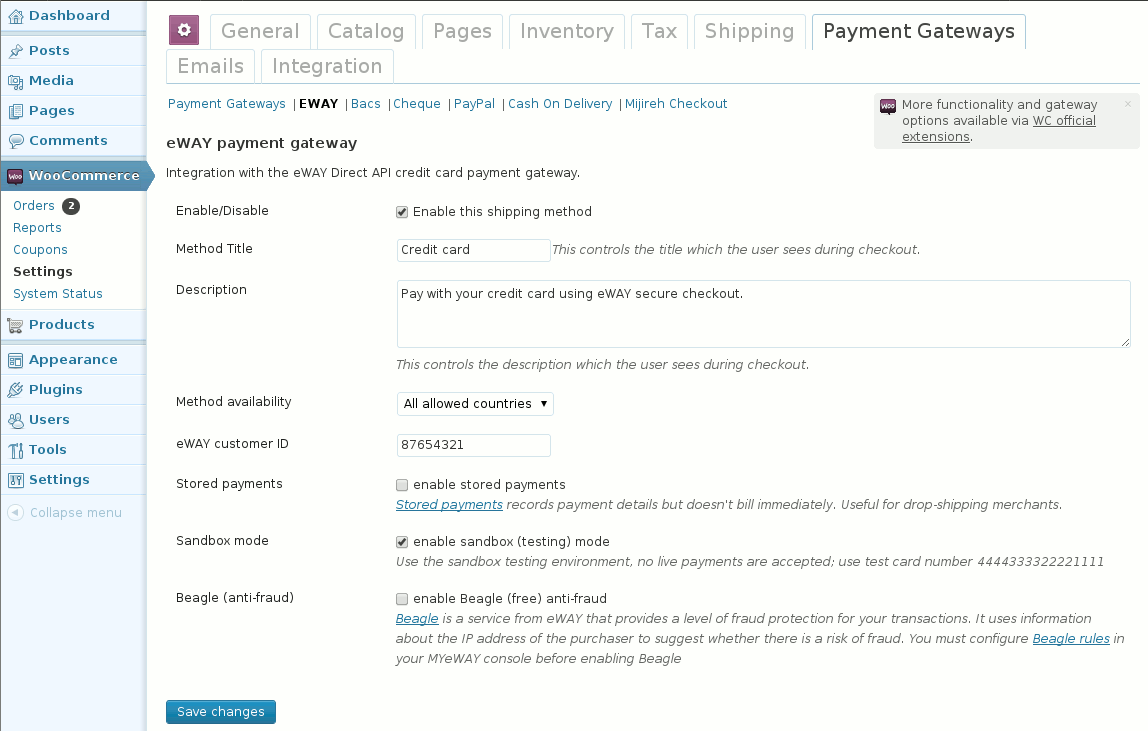 Dashboard
Posts
Media
Pages
Comments
WooCommerce
Orders 2
Reports
Coupons
Settings
System Status
Products
Appearance
Plugins
Users
Tools
Settings
Collapse menu
General Catalog Pages Inventory Tax Shipping Payment Gateways
Emails Integration
Payment Gateways | EWAY | Bacs | Cheque | PayPal | Cash On Delivery | Mijireh Checkout
Woo More functionality and gateway ×
options available via WC official
extensions.
eWAY payment gateway
Integration with the eWAY Direct API credit card payment gateway.
Enable/Disable Enable this shipping method
Method Title Credit card This controls the title which the user sees during checkout.
Description Pay with your credit card using eWAY secure checkout.
This controls the description which the user sees during checkout.
Method availability All allowed countries ▼
eWAY customer ID 87654321
Stored payments enable stored payments
Stored payments records payment details but doesn't bill immediately. Useful for drop-shipping merchants.
Sandbox mode enable sandbox (testing) mode
Use the sandbox testing environment, no live payments are accepted; use test card number 4444333322221111
Beagle (anti-fraud) enable Beagle (free) anti-fraud
Beagle is a service from eWAY that provides a level of fraud protection for your transactions. It uses information
about the IP address of the purchaser to suggest whether there is a risk of fraud. You must configure Beagle rules in
your MYeWAY console before enabling Beagle
Save changes